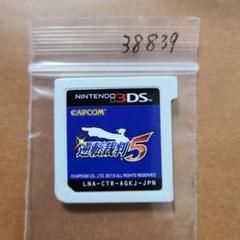 38839
NINTENDO 3DS
CAPCOM
逆転裁判5
©CAPCOM CO., LTD. 2013 ALL RIGHTS RESERVED.
LNA-CTR-AGKJ-JPN